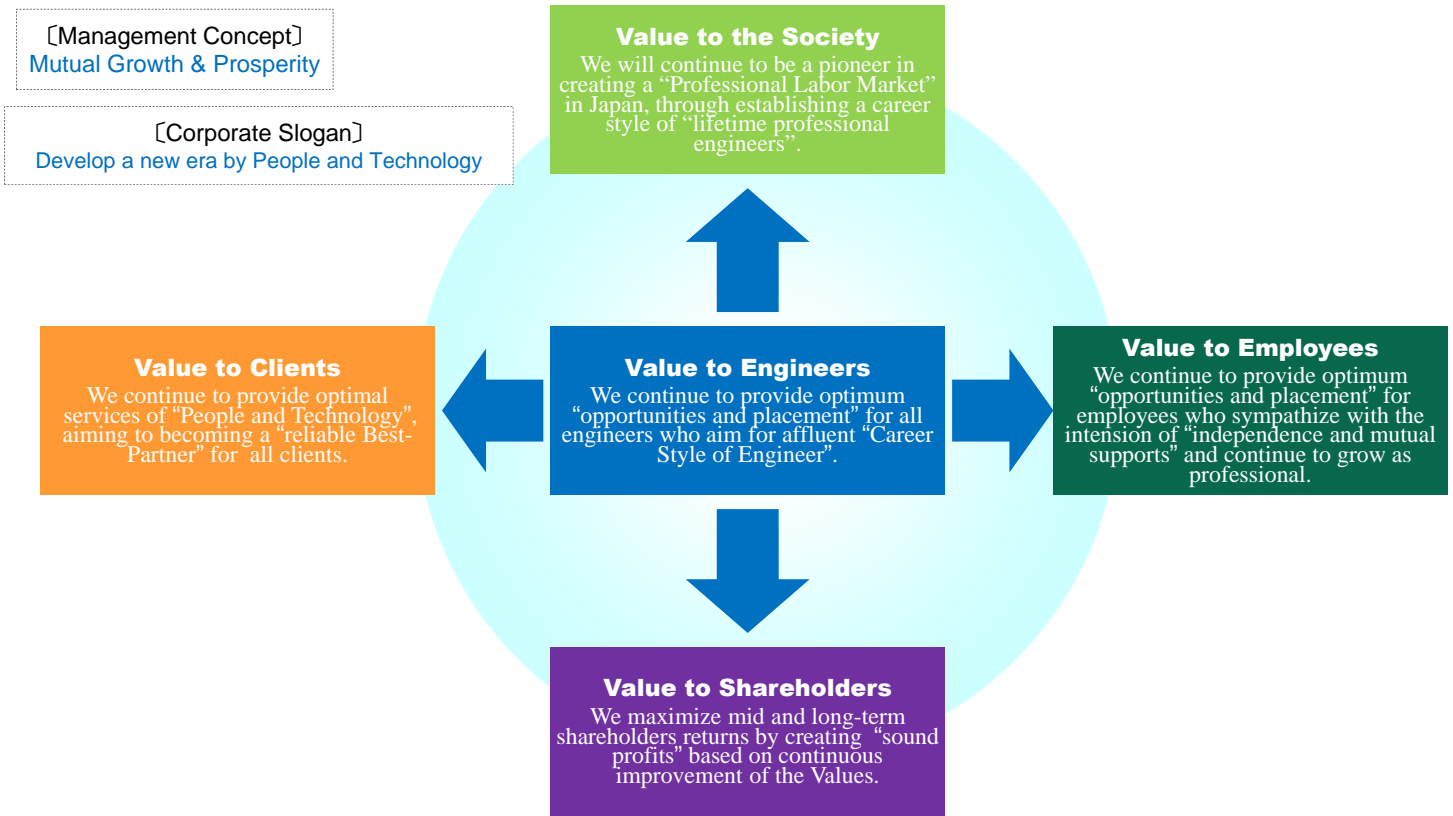 〔Management Concept〕
Mutual Growth & Prosperity
〔Corporate Slogan〕
Develop a new era by People and Technology
Value to the Society
We will continue to be a pioneer in
creating a “Professional Labor Market”
in Japan, through establishing a career
style of “lifetime professional
engineers”.
Value to Clients
We continue to provide optimal
services of “People and Technology”,
aiming to becoming a “reliable Best-
Partner” for all clients.
Value to Engineers
We continue to provide optimum
“opportunities and placement” for all
engineers who aim for affluent “Career
Style of Engineer”.
Value to Employees
We continue to provide optimum
“opportunities and placement” for
employees who sympathize with the
intension of “independence and mutual
supports” and continue to grow as
professional.
Value to Shareholders
We maximize mid and long-term
shareholders returns by creating “sound
profits” based on continuous
improvement of the Values.